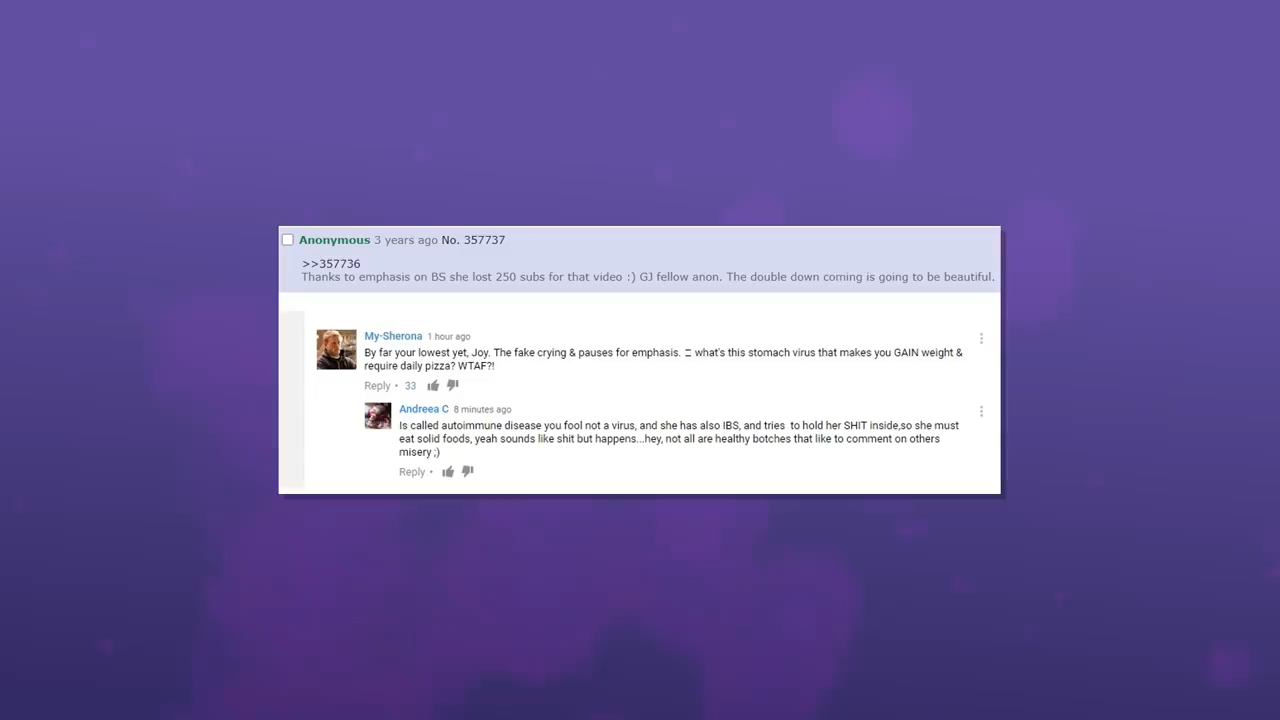 Anonymous 3 years ago No. 357737
>>357736
Thanks to emphasis on BS she lost 250 subs for that video :) GJ fellow anon. The double down coming is going to be beautiful.
My-Sherona 1 hour ago
By far your lowest yet, Joy. The fake crying & pauses for emphasis. what's this stomach virus that makes you GAIN weight &
require daily pizza? WTAF?!
Reply • 33
Andreea C 8 minutes ago
Is called autoimmune disease you fool not a virus, and she has also IBS, and tries to hold her SHIT inside,so she must
eat solid foods, yeah sounds like shit but happens...hey, not all are healthy botches that like to comment on others
misery ;)
Reply •